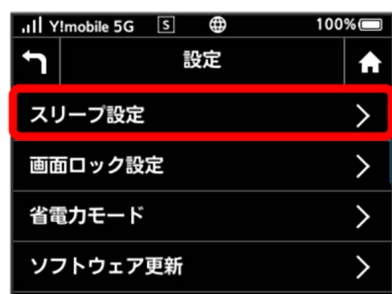 Y!mobile 5G S 100%
設定
スリープ設定
画面ロック設定
省電力モード
ソフトウェア更新